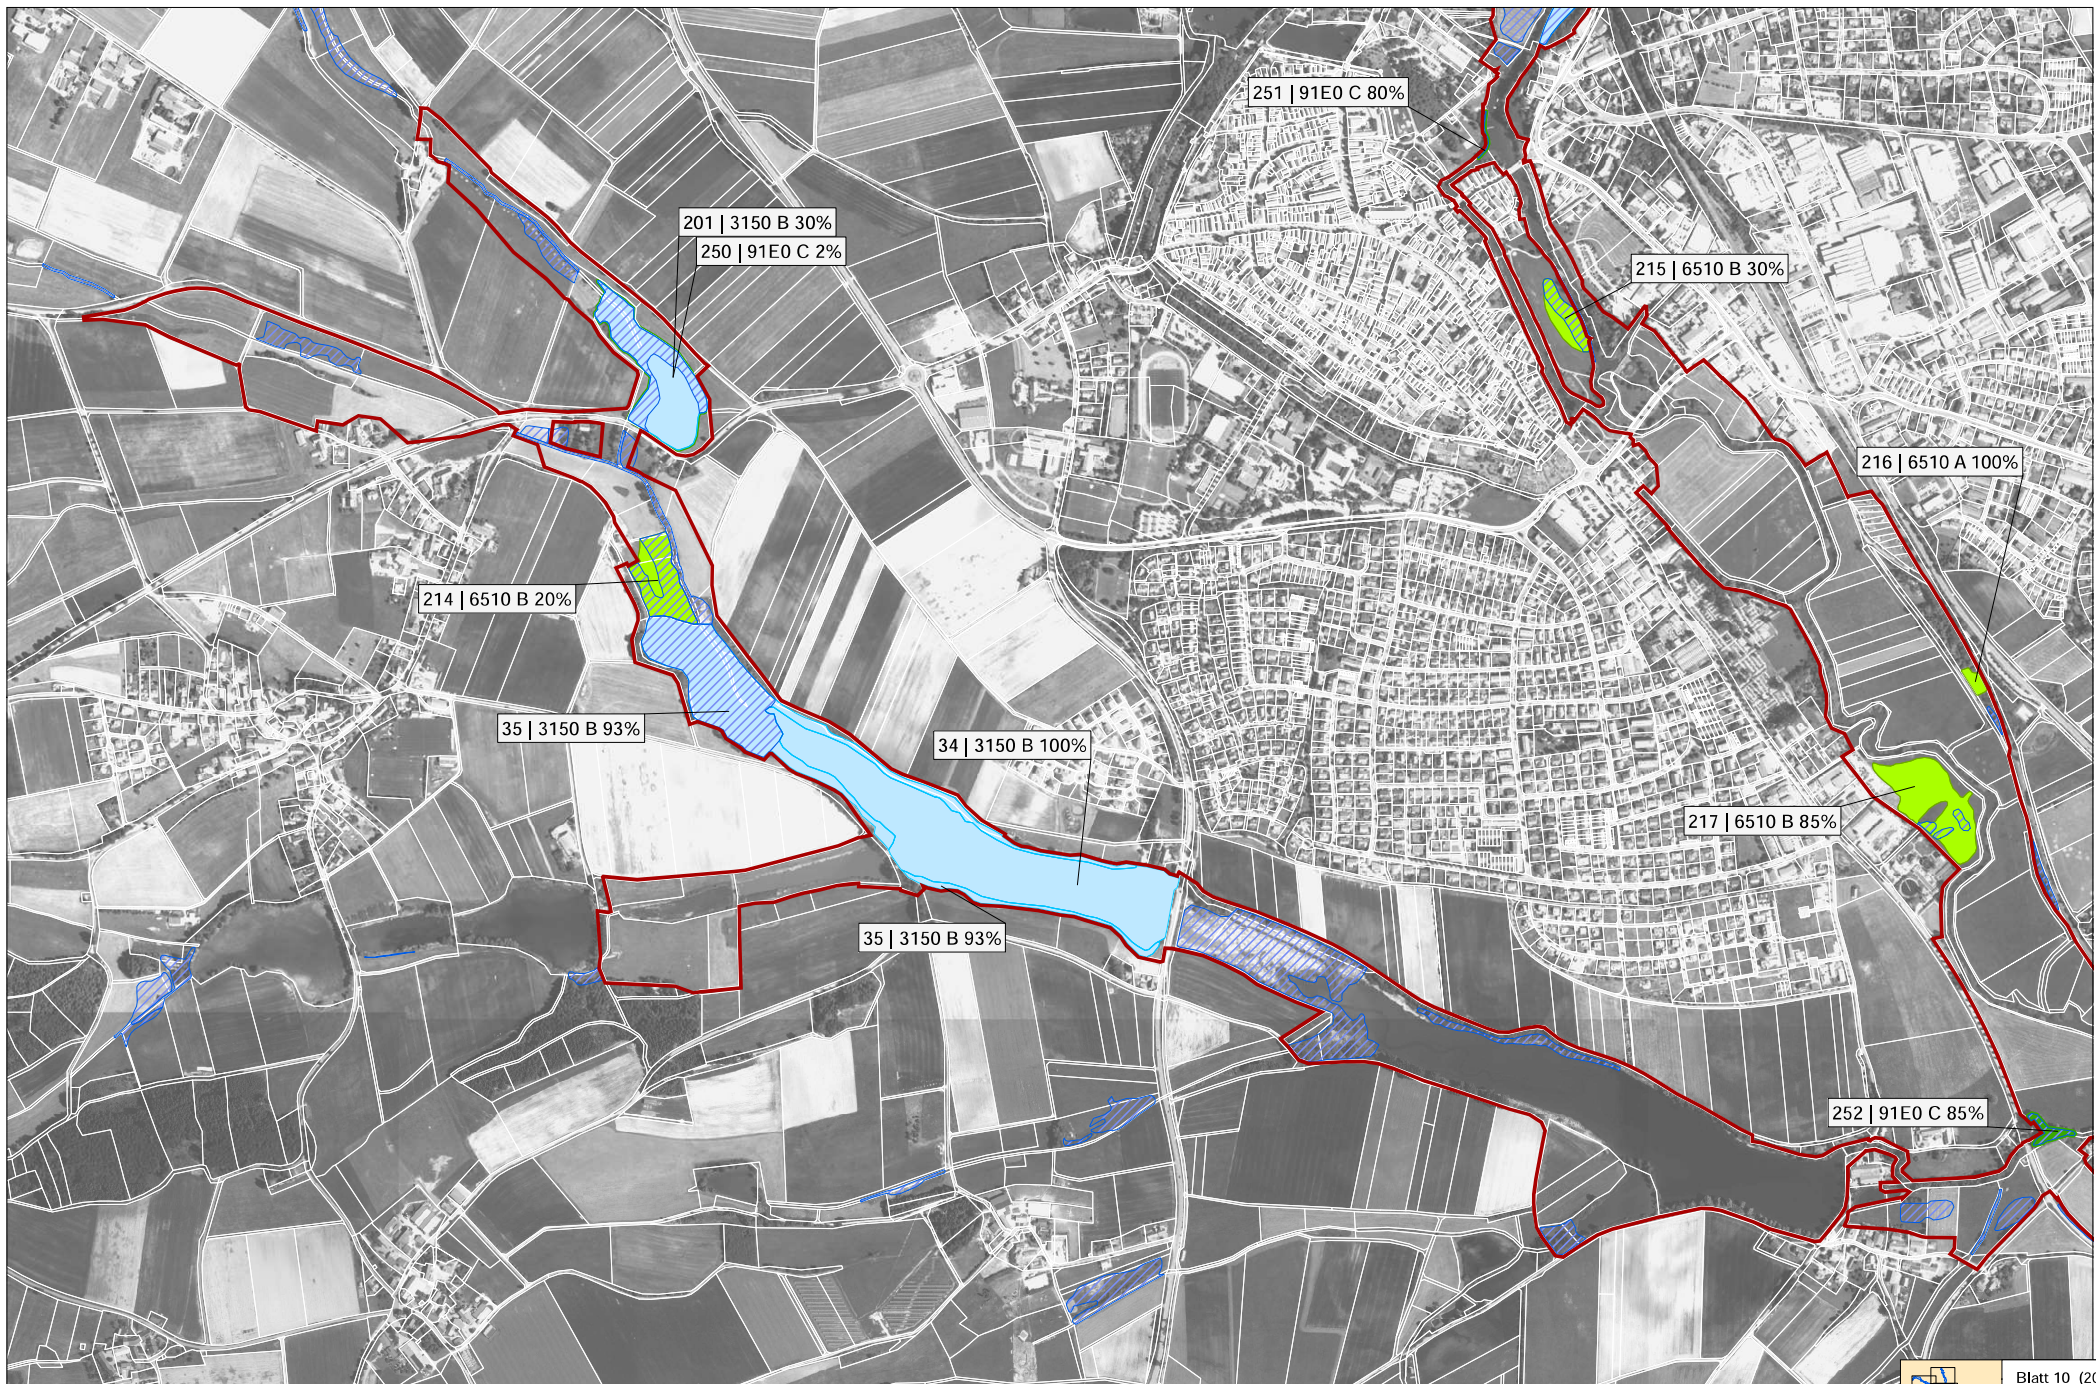 251 | 91E0 C 80%
201 | 3150 B 30%
250 | 91E0 C 2%
215 | 6510 B 30%
216 | 6510 A 100%
214 | 6510 B 20%
35 | 3150 B 93%
34 | 3150 B 100%
217 | 6510 B 85%
35 | 3150 B 93%
252 | 91E0 C 85%
Blatt 10 (2